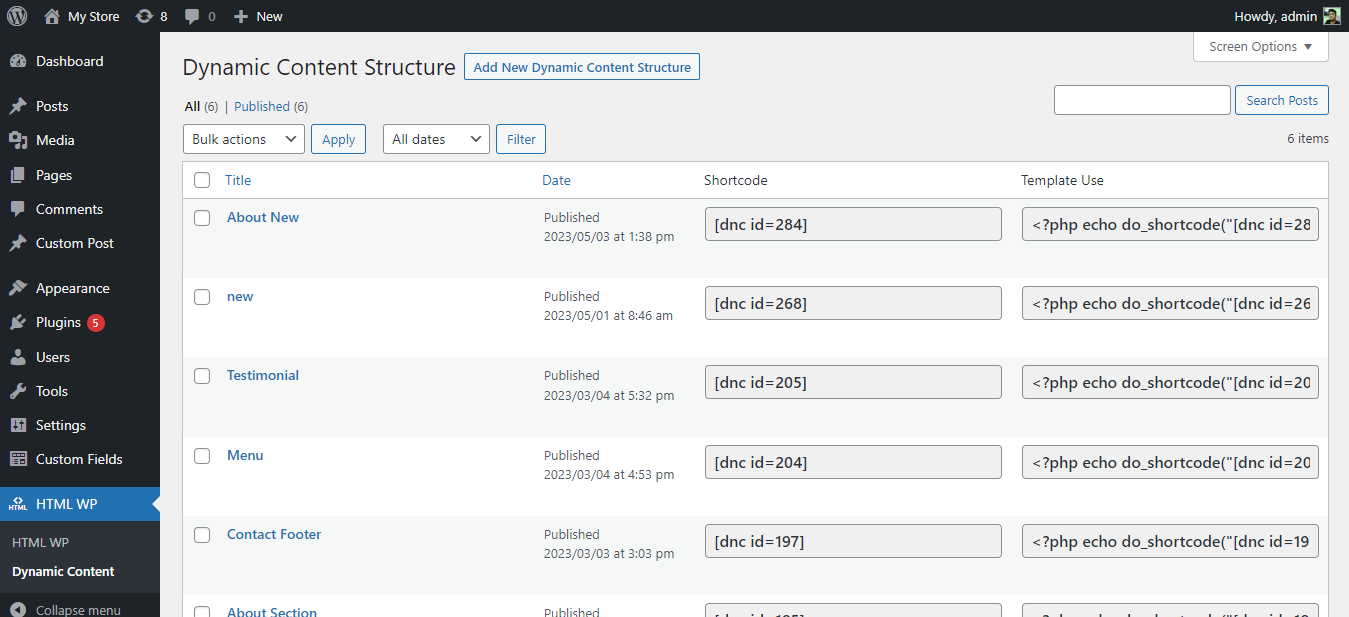 My Store 8 0 New Howdy, admin
Screen Options
Dashboard
Posts
Media
Pages
Comments
Custom Post
Appearance
Plugins 5
Users
Tools
Settings
Custom Fields
HTML HTML WP
HTML WP
Dynamic Content
Collapse menu
Dynamic Content Structure Add New Dynamic Content Structure
All (6) | Published (6)
Search Posts
Bulk actions Apply All dates Filter
6 items
Title Date Shortcode Template Use
About New Published [dnc id=284] <?php echo do_shortcode("[dnc id=28
2023/05/03 at 1:38 pm
new Published [dnc id=268] <?php echo do_shortcode("[dnc id=26
2023/05/01 at 8:46 am
Testimonial Published [dnc id=205] <?php echo do_shortcode("[dnc id=20
2023/03/04 at 5:32 pm
Menu Published [dnc id=204] <?php echo do_shortcode("[dnc id=20
2023/03/04 at 4:53 pm
Contact Footer Published [dnc id=197] <?php echo do_shortcode("[dnc id=19
2023/03/03 at 3:03 pm
About Section Published